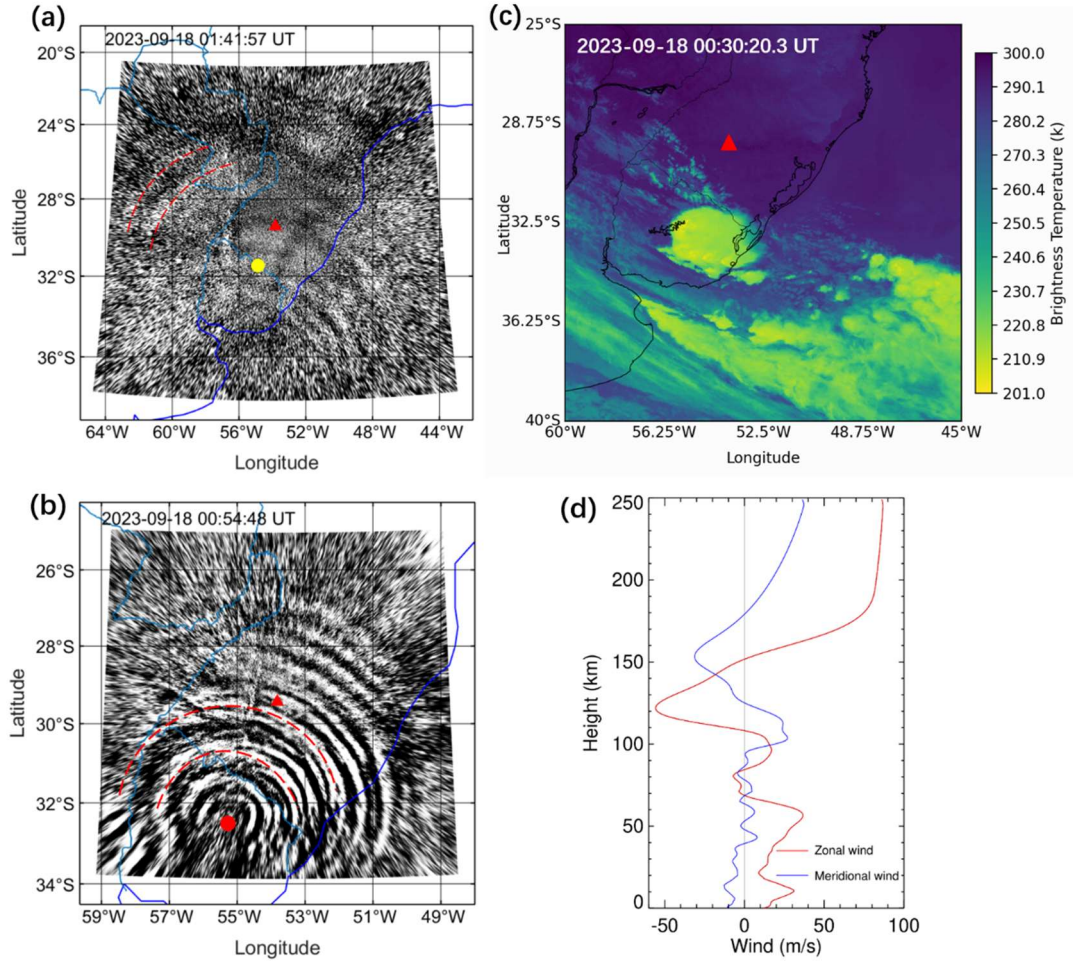 (a)
2023-09-18 01:41:57 UT
20°S
24°S
28°S
32°S
36°S
Latitude
64°W 60°W 56°W 52°W 48°W 44°W
Longitude
(c)
2023-09-18 00:30:20.3 UT
25°S
28.75°S
32.5°S
36.25°S
40°S
Latitude
60°W 56.25°W 52.5°W 48.75°W 45°W
Longitude
300.0
290.1
280.2
270.3
260.4
250.5
240.6
230.7
220.8
210.9
201.0
Brightness Temperature (k)
(b)
2023-09-18 00:54:48 UT
26°S
28°S
30°S
32°S
34°S
Latitude
59°W 57°W 55°W 53°W 51°W 49°W
Longitude
(d)
250
200
150
100
50
0
Height (km)
Zonal wind
Meridional wind
-50 0 50 100
Wind (m/s)